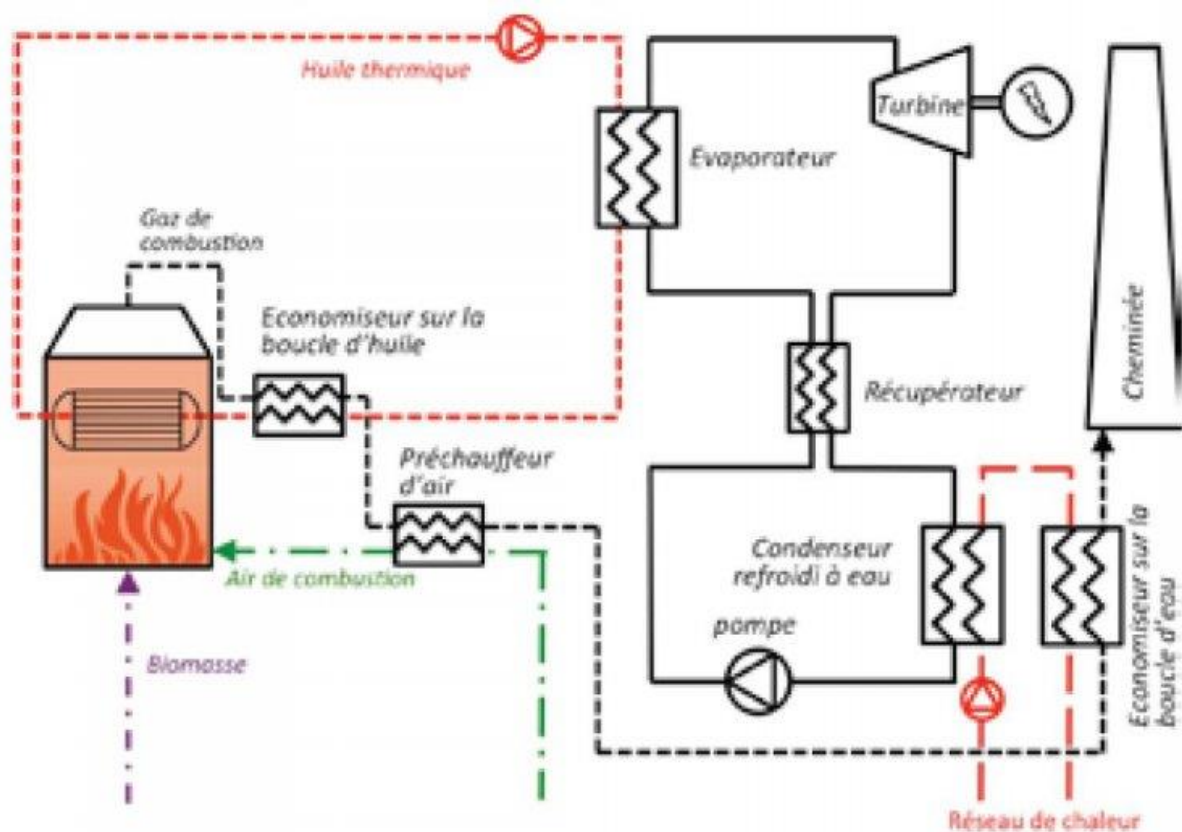 Huile thermique
Turbine
Evaporateur
Gaz de
combustion
Economiseur sur la
boucle d'huile
Cheminée
Récupérateur
Préchauffeur
d'air
Condenseur
refroidi à eau
Air de combustion
pompe
Economiseur sur la
boucle d'eau
Biomasse
Réseau de chaleur